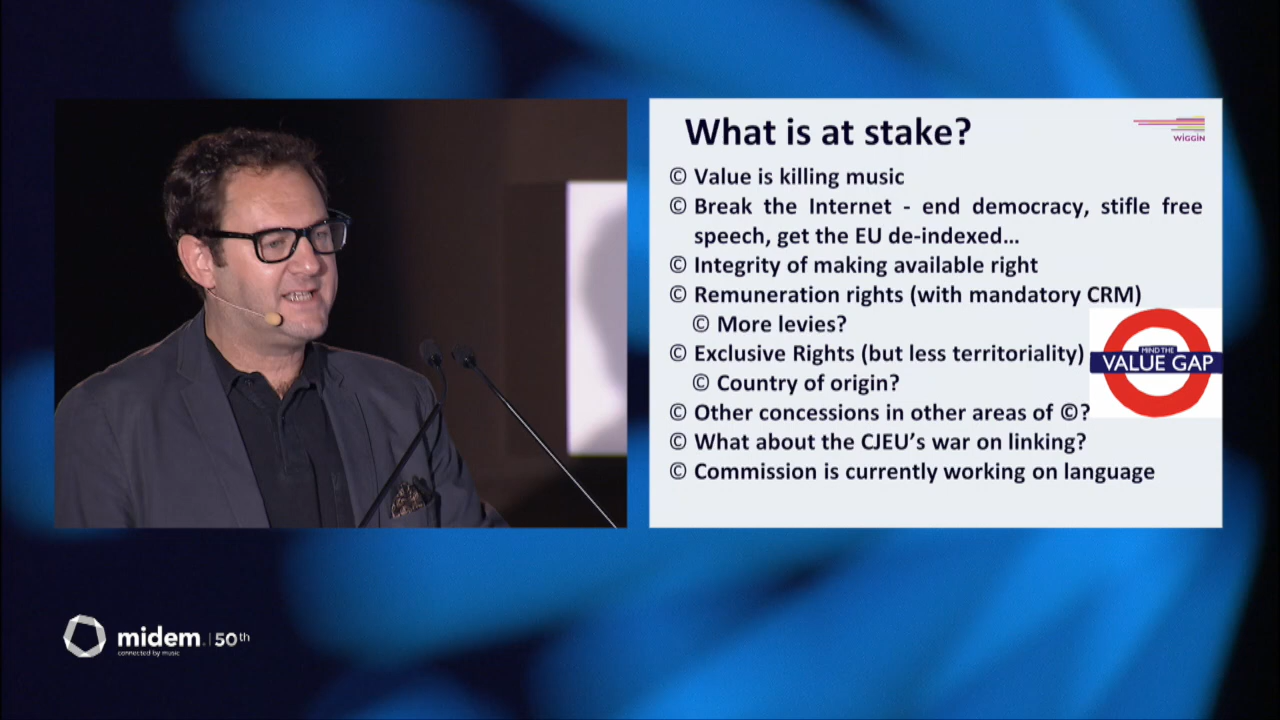 What is at stake?
WIGGIN
© Value is killing music
© Break the Internet - end democracy, stifle free
speech, get the EU de-indexed...
© Integrity of making available right
© Remuneration rights (with mandatory CRM)
© More levies?
© Exclusive Rights (but less territoriality)
© Country of origin?
© Other concessions in other areas of ©?
© What about the CJEU's war on linking?
© Commission is currently working on language
MIND THE
VALUE GAP
midem. | 50th
connected by music